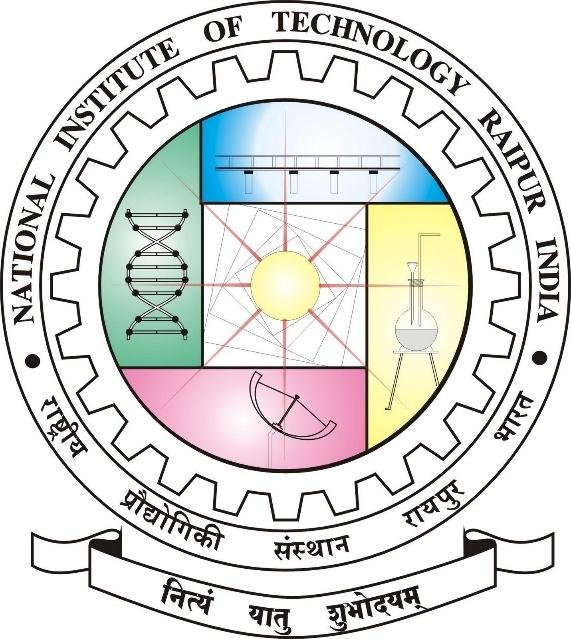 NATIONAL INSTITUTE OF TECHNOLOGY RAIPUR INDIA
राष्ट्रीय प्रौद्योगिकी संस्थान रायपुर भारत
नित्यं यातु शुभोदयम्